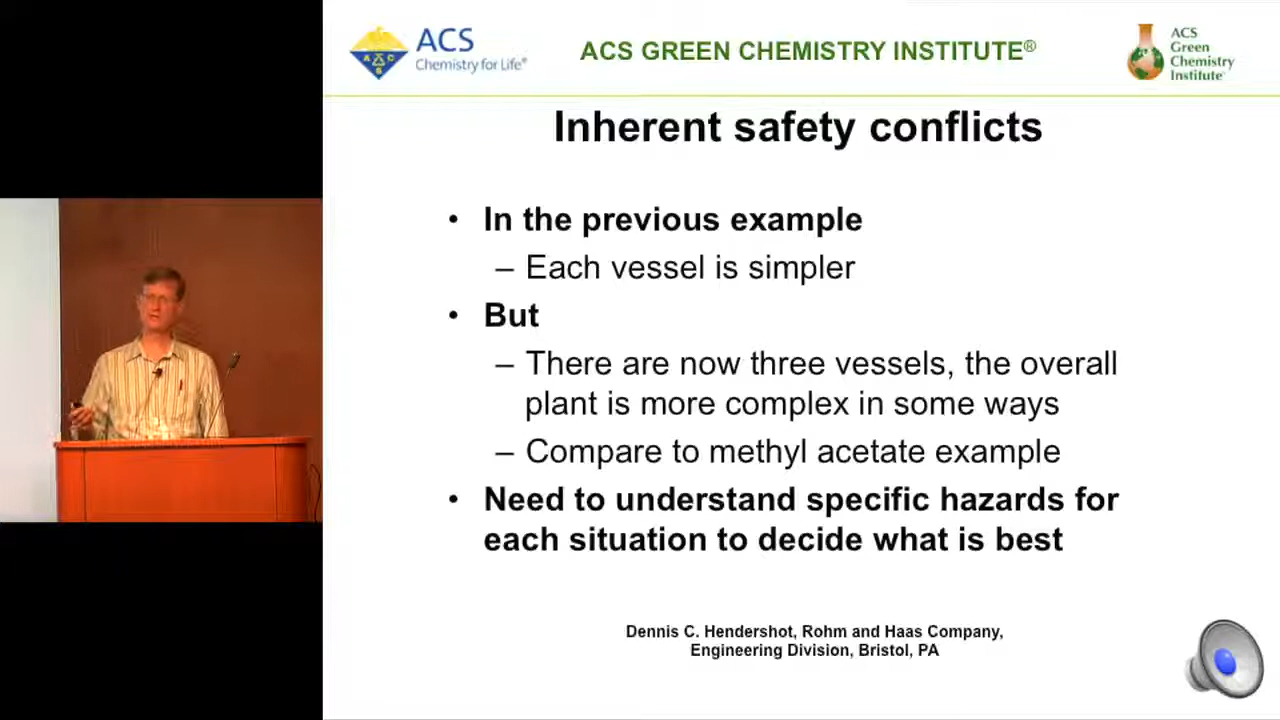 ACS
Chemistry for Life®
A C S
ACS GREEN CHEMISTRY INSTITUTE®
ACS
Green
Chemistry
Institute®
Inherent safety conflicts
• In the previous example
– Each vessel is simpler
• But
– There are now three vessels, the overall
plant is more complex in some ways
– Compare to methyl acetate example
• Need to understand specific hazards for
each situation to decide what is best
Dennis C. Hendershot, Rohm and Haas Company,
Engineering Division, Bristol, PA